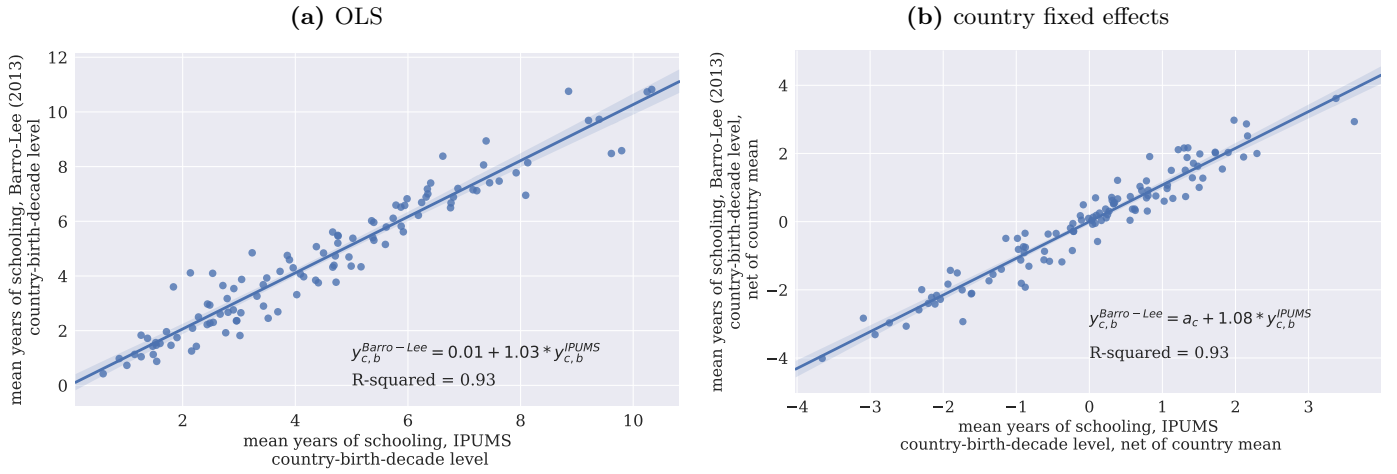 (a) OLS
mean years of schooling, Barro-Lee (2013)
country-birth-decade level
12
10
8
6
4
2
0
y_{c,b}^{Barro−Lee} = 0.01 + 1.03 * y_{c,b}^{IPUMS}
R-squared = 0.93
2
4
6
8
10
mean years of schooling, IPUMS
country-birth-decade level
(b) country fixed effects
mean years of schooling, Barro-Lee (2013)
country-birth-decade level,
net of country mean
4
2
0
−2
−4
y_{c,b}^{Barro−Lee} = a_c + 1.08 * y_{c,b}^{IPUMS}
R-squared = 0.93
−4
−3
−2
−1
0
1
2
3
mean years of schooling, IPUMS
country-birth-decade level, net of country mean